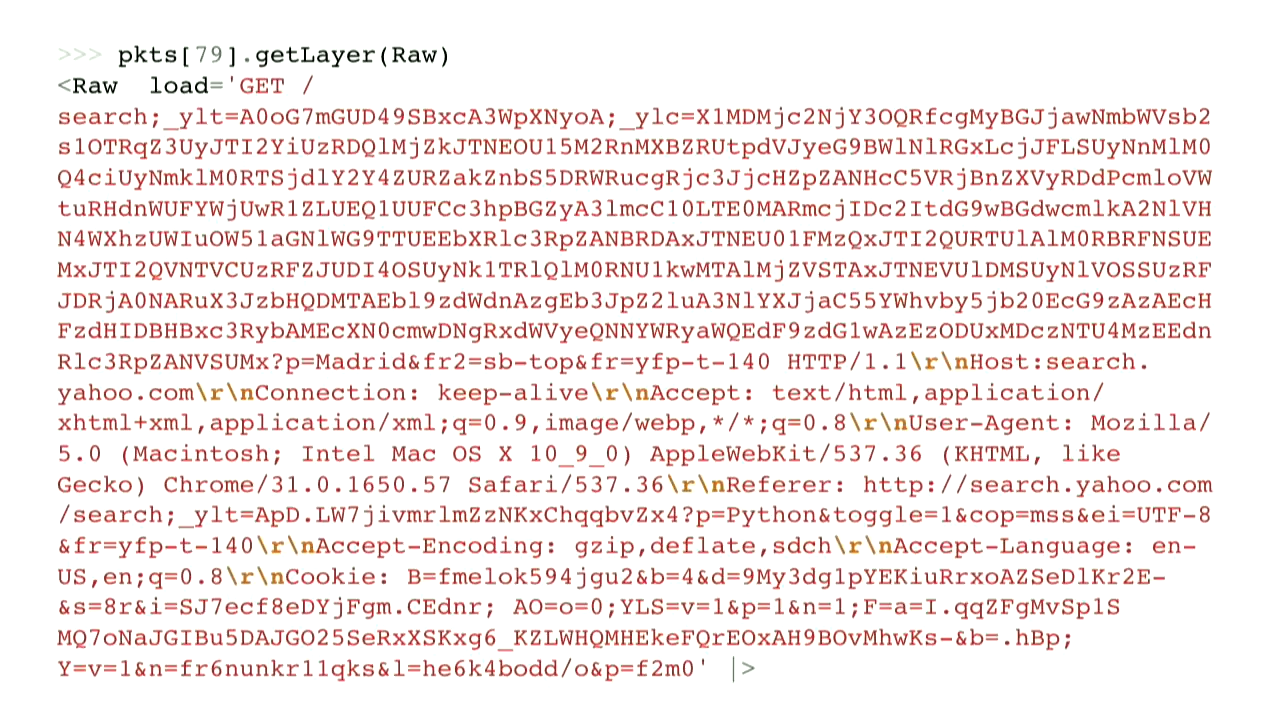 >>> pkts[79].getLayer(Raw)
<Raw  load='GET /
search;_ylt=A0oG7mGUD49SBxcA3WpXNyoA;_ylc=X1MDMjc2NjY3OQRfcgMyBGJjawNmbWVsb2
s1OTRqZ3UyJTI2YiUzRDQlMjZkJTNEOU15M2RnMXBZRUtpdVJyeG9BWlNlRGxLcjJFLSUyNnMlM0
Q4ciUyNmklM0RTSjdlY2Y4ZURZakZnbS5DRWRucgRjc3JjcHZpZANHcC5VRjBnZXVyRDdPcmloVW
tuRHdnWUFYWjUwR1ZLUEQ1UUFCc3hpBGZyA3lmcC10LTE0MARmcjIDc2ItdG9wBGdwcmlkA2NlVH
N4WXhzUWIuOW51aGNlWG9TTUEEbXRlc3RpZANBRDAxJTNEU01FMzQxJTI2QURTUlAlM0RBRFNSUE
MxJTI2QVNTVCUzRFZJUDI4OSUyNk1TRlQlM0RNU1kwMTAlMjZVSTAxJTNEVUlDMSUyNlVOSSUzRF
JDRjA0NARuX3JzbHQDMTAEbl9zdWdnAzgEb3JpZ2luA3NlYXJjaC55YWhvby5jb20EcG9zAzAEcH
FzdHIDBHBxc3RybAMEcXN0cmwDNgRxdWVyeQNNYWRyaWQEdF9zdG1wAzEzODUxMDczNTU4MzEEdn
Rlc3RpZANVSUMx?p=Madrid&fr2=sb-top&fr=yfp-t-140 HTTP/1.1\r\nHost:search.
yahoo.com\r\nConnection: keep-alive\r\nAccept: text/html,application/
xhtml+xml,application/xml;q=0.9,image/webp,*/*;q=0.8\r\nUser-Agent: Mozilla/
5.0 (Macintosh; Intel Mac OS X 10_9_0) AppleWebKit/537.36 (KHTML, like
Gecko) Chrome/31.0.1650.57 Safari/537.36\r\nReferer: http://search.yahoo.com
/search;_ylt=ApD.LW7jivmrlmZzNKxChqqbvZx4?p=Python&toggle=1&cop=mss&ei=UTF-8
&fr=yfp-t-140\r\nAccept-Encoding: gzip,deflate,sdch\r\nAccept-Language: en-
US,en;q=0.8\r\nCookie: B=fmelok594jgu2&b=4&d=9My3dg1pYEKiuRrxoAZSeDlKr2E-
&s=8r&i=SJ7ecf8eDYjFgm.CEdnr; AO=o=0;YLS=v=1&p=1&n=1;F=a=I.qqZFgMvSp1S
MQ7oNaJGIBu5DAJGO25SeRxXSKxg6_KZLWHQMHEkeFQrEOxAH9BOvMhwKs-&b=.hBp;
Y=v=1&n=fr6nunkr11qks&l=he6k4bodd/o&p=f2m0'  |>